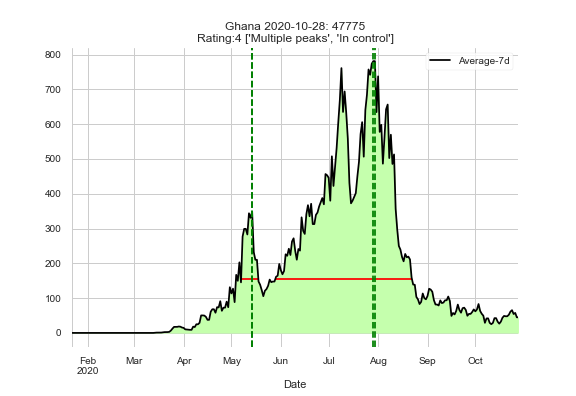 Ghana 2020-10-28: 47775
Rating:4 ['Multiple peaks', 'In control']
Average-7d
800
700
600
500
400
300
200
100
0
Feb Mar Apr May Jun Jul Aug Sep Oct
2020
Date